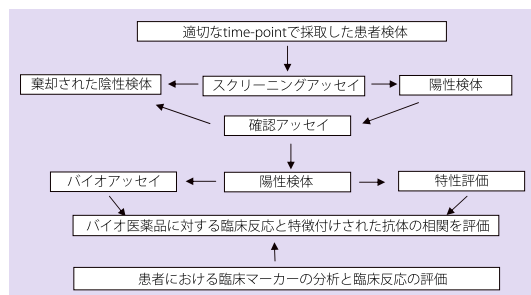 適切なtime-pointで採取した患者検体
棄却された陰性検体
スクリーニングアッセイ
陽性検体
確認アッセイ
バイオアッセイ
陽性検体
特性評価
バイオ医薬品に対する臨床反応と特徴付けされた抗体の相関を評価
患者における臨床マーカーの分析と臨床反応の評価